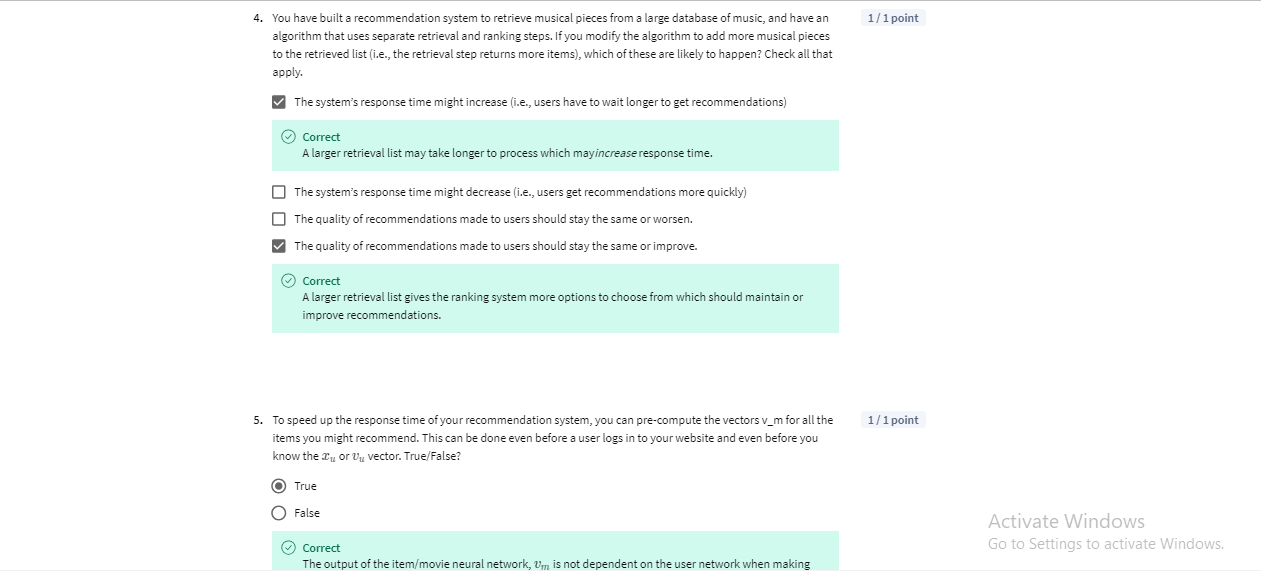 4. You have built a recommendation system to retrieve musical pieces from a large database of music, and have an
1 / 1 point
algorithm that uses separate retrieval and ranking steps. If you modify the algorithm to add more musical pieces
to the retrieved list (i.e., the retrieval step returns more items), which of these are likely to happen? Check all that
apply.
The system's response time might increase (i.e., users have to wait longer to get recommendations)
Correct
A larger retrieval list may take longer to process which may increase response time.
The system's response time might decrease (i.e., users get recommendations more quickly)
The quality of recommendations made to users should stay the same or worsen.
The quality of recommendations made to users should stay the same or improve.
Correct
A larger retrieval list gives the ranking system more options to choose from which should maintain or
improve recommendations.
5. To speed up the response time of your recommendation system, you can pre-compute the vectors v_m for all the
1 / 1 point
items you might recommend. This can be done even before a user logs in to your website and even before you
know the xᵤ or vᵤ vector. True/False?
True
False
Correct
The output of the item/movie neural network, vₘ is not dependent on the user network when making
Activate Windows
Go to Settings to activate Windows.